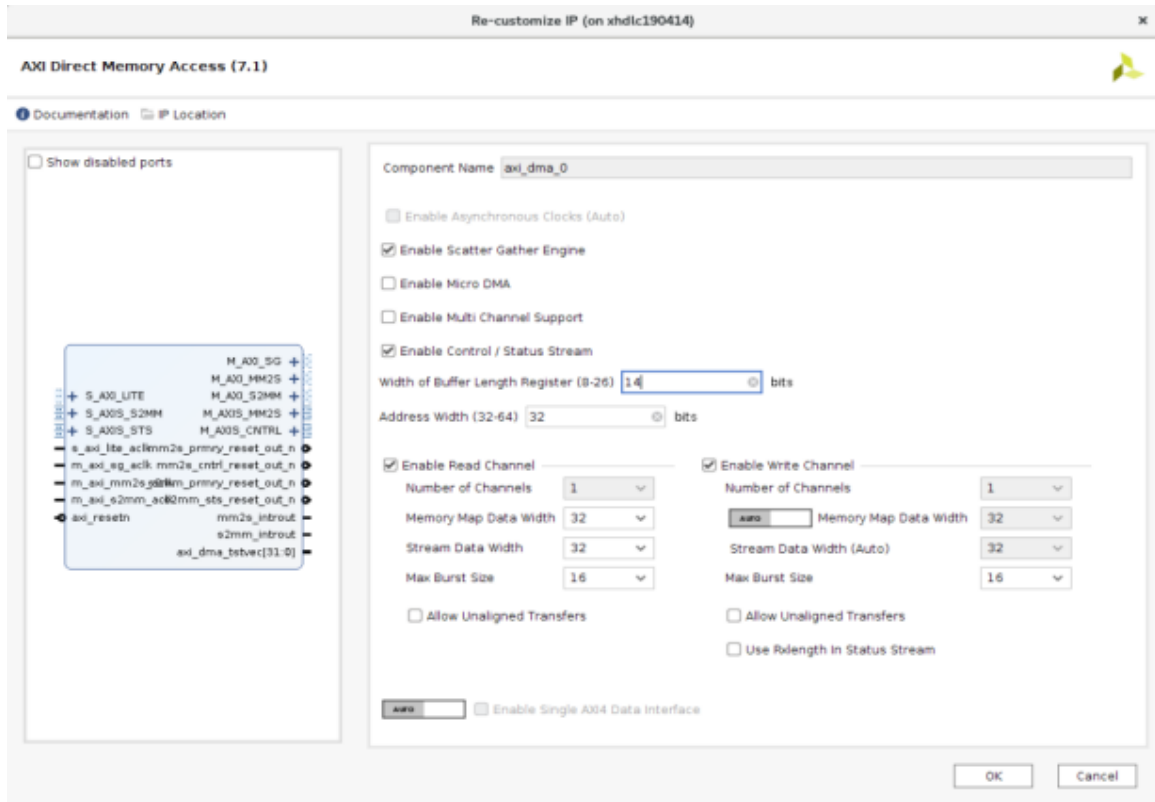 Re-customize IP (on xhdlc190414)
AXI Direct Memory Access (7.1)
Documentation IP Location
Show disabled ports
M_AXI_SG
M_AXI_MM2S
S_AXI_LITE M_AXI_S2MM
S_AXIS_S2MM M_AXIS_MM2S
S_AXIS_STS M_AXIS_CNTRL
s_axi_lite_aclk mm2s_prmry_reset_out_n
m_axi_sg_aclk mm2s_cntrl_reset_out_n
prmry_reset_out_n
sts_reset_out_n
axi_resetn mm2s_introut
s2mm_introut
axi_dma_tstvec[31:0]
Component Name axi_dma_0
Enable Asynchronous Clocks (Auto)
Enable Scatter Gather Engine
Enable Micro DMA
Enable Multi Channel Support
Enable Control / Status Stream
Width of Buffer Length Register (8-26) 14 bits
Address Width (32-64) 32 bits
Enable Read Channel
Number of Channels 1
Memory Map Data Width 32
Stream Data Width 32
Max Burst Size 16
Allow Unaligned Transfers
Enable Write Channel
Number of Channels 1
AUTO Memory Map Data Width 32
Stream Data Width (Auto) 32
Max Burst Size 16
Allow Unaligned Transfers
Use Rxlength In Status Stream
AUTO Enable Single AXI4 Data Interface
OK Cancel